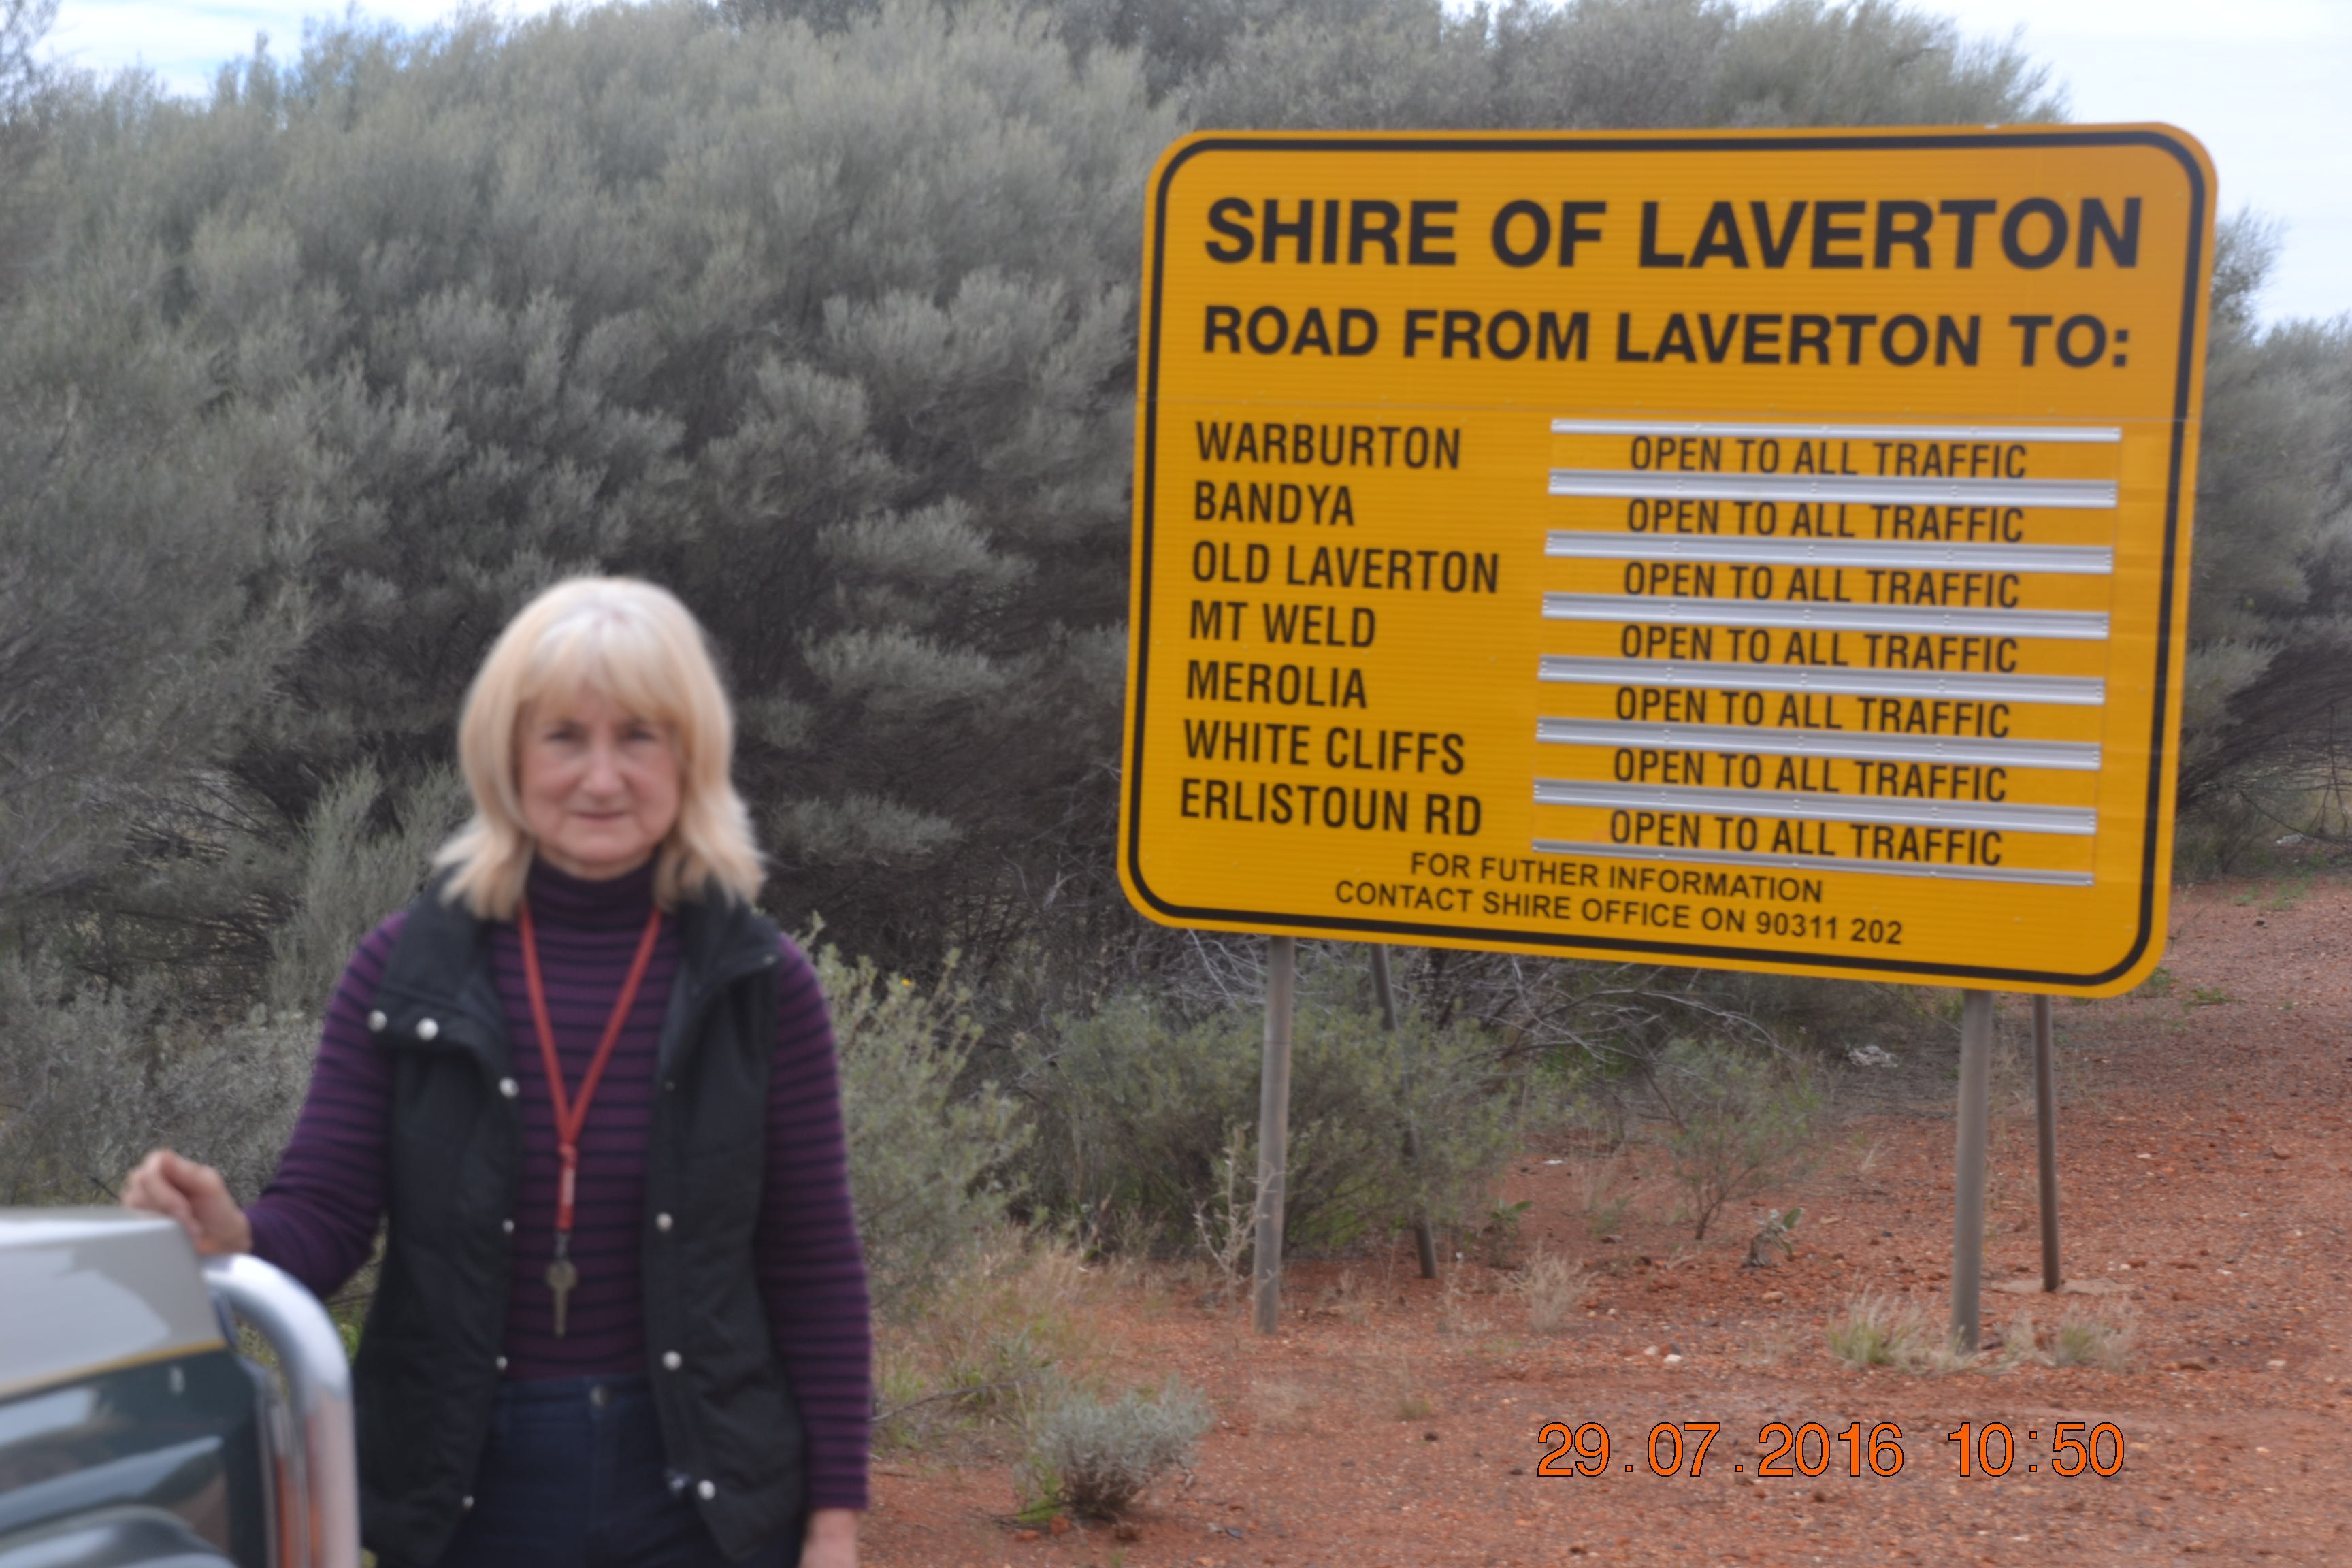 SHIRE OF LAVERTON
ROAD FROM LAVERTON TO:
WARBURTON OPEN TO ALL TRAFFIC
BANDYA OPEN TO ALL TRAFFIC
OLD LAVERTON OPEN TO ALL TRAFFIC
MT WELD OPEN TO ALL TRAFFIC
MEROLIA OPEN TO ALL TRAFFIC
WHITE CLIFFS OPEN TO ALL TRAFFIC
ERLISTOUN RD OPEN TO ALL TRAFFIC
FOR FUTHER INFORMATION
CONTACT SHIRE OFFICE ON 90311 202
29.07.2016 10:50